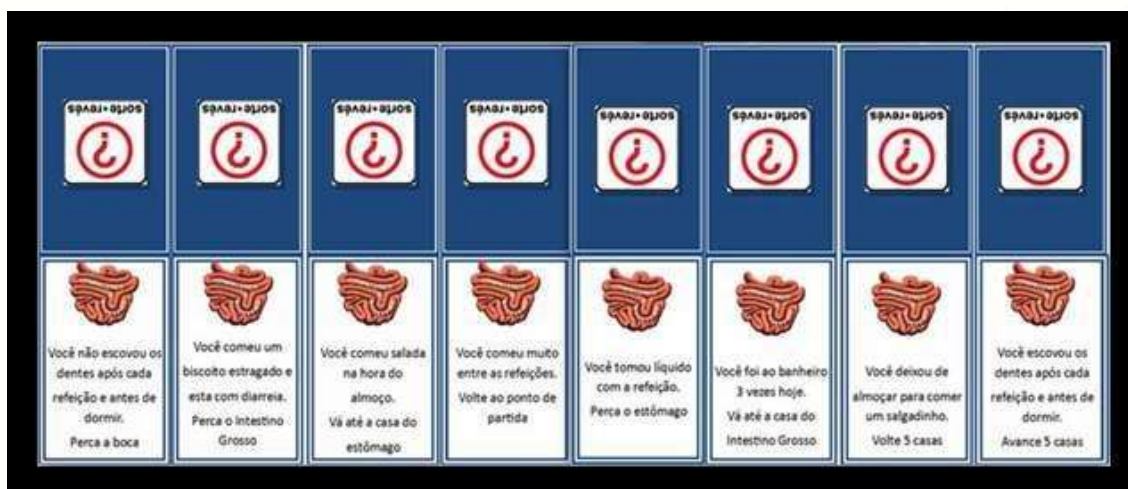 sorte•revés
sorte•revés
sorte•revés
sorte•revés
sorte•revés
sorte•revés
sorte•revés
sorte•revés
?
?
?
?
?
?
?
?
Você não escovou os
dentes após cada
refeição e antes de
dormir.
Perca a boca
Você comeu um
biscoito estragado e
esta com diarreia.
Perca o Intestino
Grosso
Você comeu salada
na hora do
almoço.
Vá até a casa do
estômago
Você comeu muito
entre as refeições.
Volte ao ponto de
partida
Você tomou líquido
com a refeição.
Perca o estômago
Você foi ao banheiro
3 vezes hoje.
Vá até a casa do
Intestino Grosso
Você deixou de
almoçar para comer
um salgadinho.
Volte 5 casas
Você escovou os
dentes após cada
refeição e antes de
dormir.
Avance 5 casas